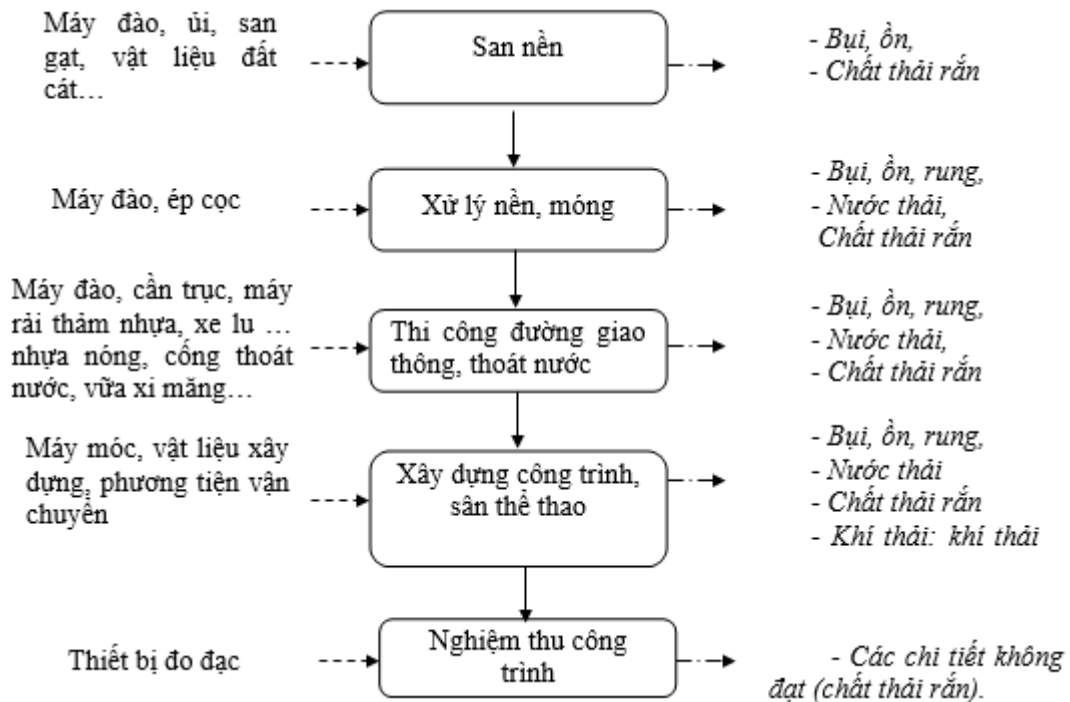 Máy đào, ủi, san
gạt, vật liệu đất
cát…
San nền
- Bụi, ồn,
- Chất thải rắn
Máy đào, ép cọc
Xử lý nền, móng
- Bụi, ồn, rung,
- Nước thải,
Chất thải rắn
Máy đào, cần trục, máy
rải thảm nhựa, xe lu …
nhựa nóng, cống thoát
nước, vữa xi măng…
Thi công đường giao
thông, thoát nước
- Bụi, ồn, rung,
- Nước thải,
- Chất thải rắn
Máy móc, vật liệu xây
dựng, phương tiện vận
chuyển
Xây dựng công trình,
sân thể thao
- Bụi, ồn, rung,
- Nước thải
- Chất thải rắn
- Khí thải: khí thải
Thiết bị đo đạc
Nghiệm thu công
trình
- Các chi tiết không
đạt (chất thải rắn).